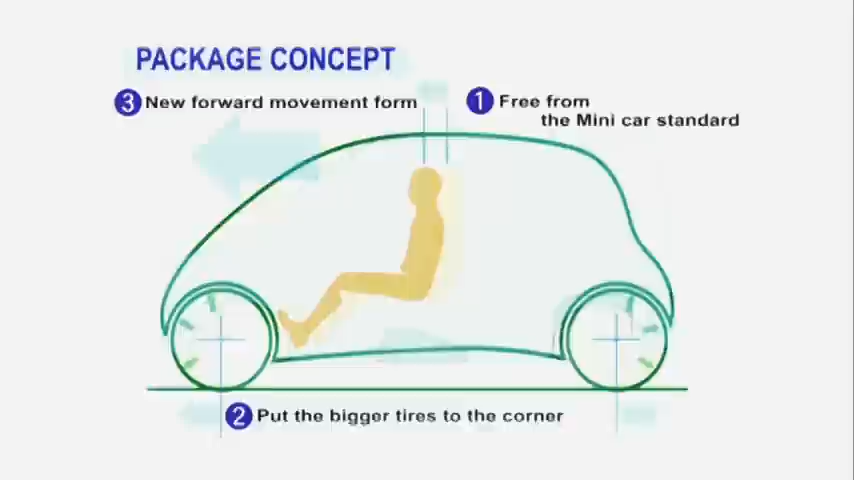 PACKAGE CONCEPT
3 New forward movement form
1 Free from
the Mini car standard
2 Put the bigger tires to the corner